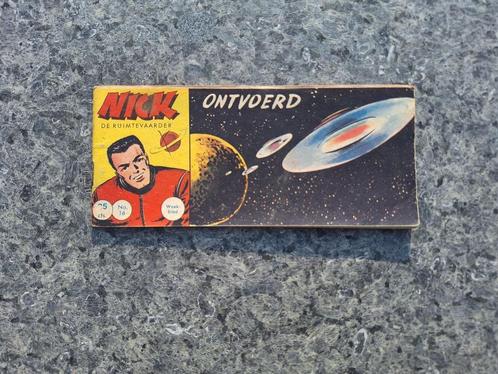 NICK
DE RUIMTEVAARDER
ONTVOERD
25
cts
No.
16
Week-
blad